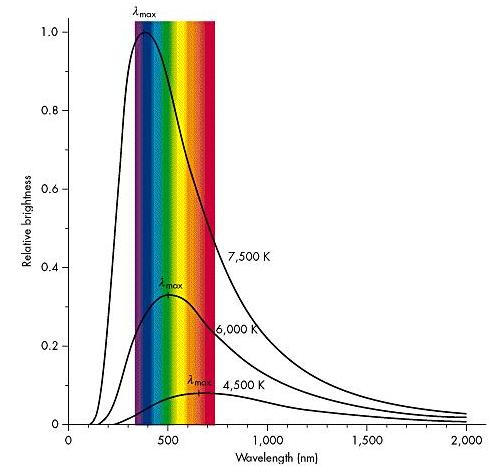 λmax
1.0
0.8
Relative brightness
0.6
7,500 K
0.4
λmax
6,000 K
0.2
λmax
4,500 K
0
0
500
1,000
1,500
2,000
Wavelength (nm)